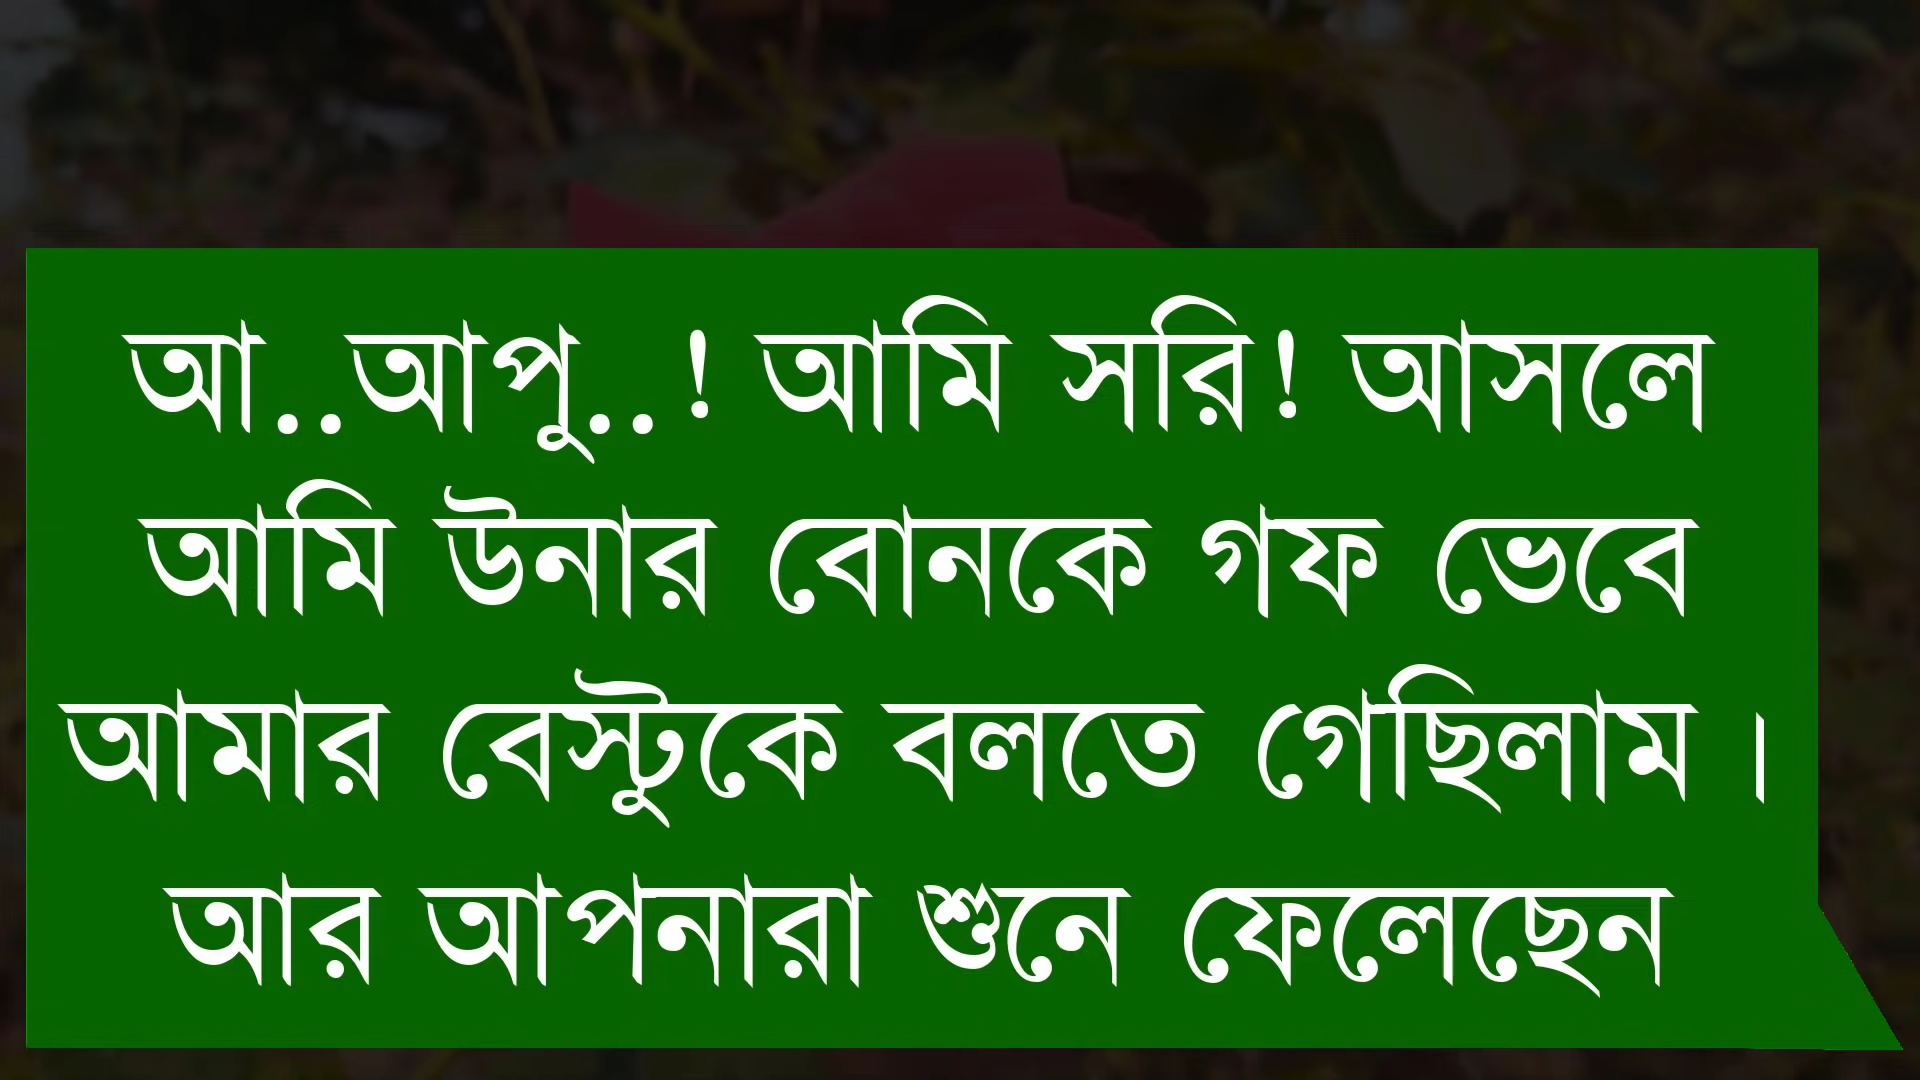 আ..আপু..! আমি সরি! আসলে
আমি উনার বোনকে গফ ভেবে
আমার বেস্টুকে বলতে গেছিলাম।
আর আপনারা শুনে ফেলেছেন